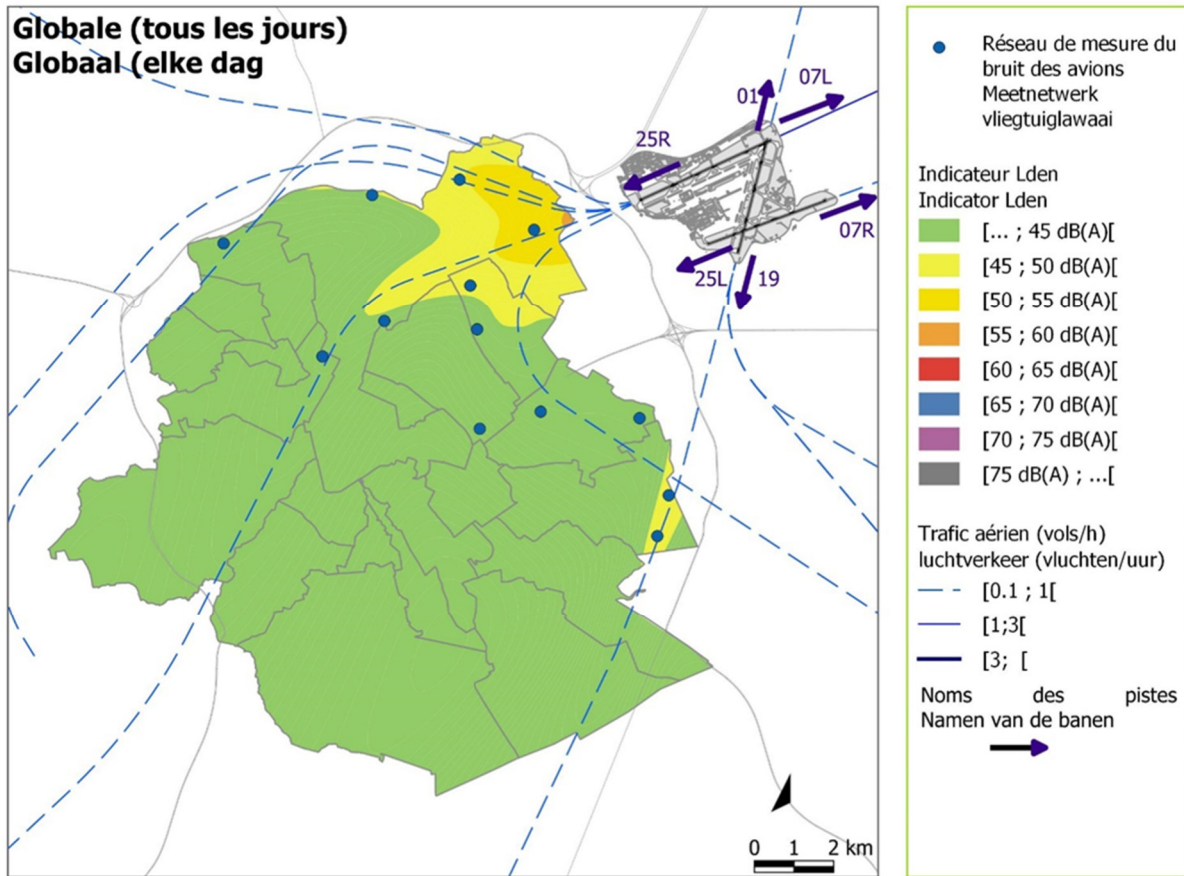 Globale (tous les jours)
Globaal (elke dag
01
07L
25R
07R
25L
19
0 1 2 km
Réseau de mesure du
bruit des avions
Meetnetwerk
vliegtuiglawaai
Indicateur Lden
Indicator Lden
[... ; 45 dB(A)[
[45 ; 50 dB(A)[
[50 ; 55 dB(A)[
[55 ; 60 dB(A)[
[60 ; 65 dB(A)[
[65 ; 70 dB(A)[
[70 ; 75 dB(A)[
[75 dB(A) ; ...[
Trafic aérien (vols/h)
luchtverkeer (vluchten/uur)
[0.1 ; 1[
[1;3[
[3; [
Noms des pistes
Namen van de banen